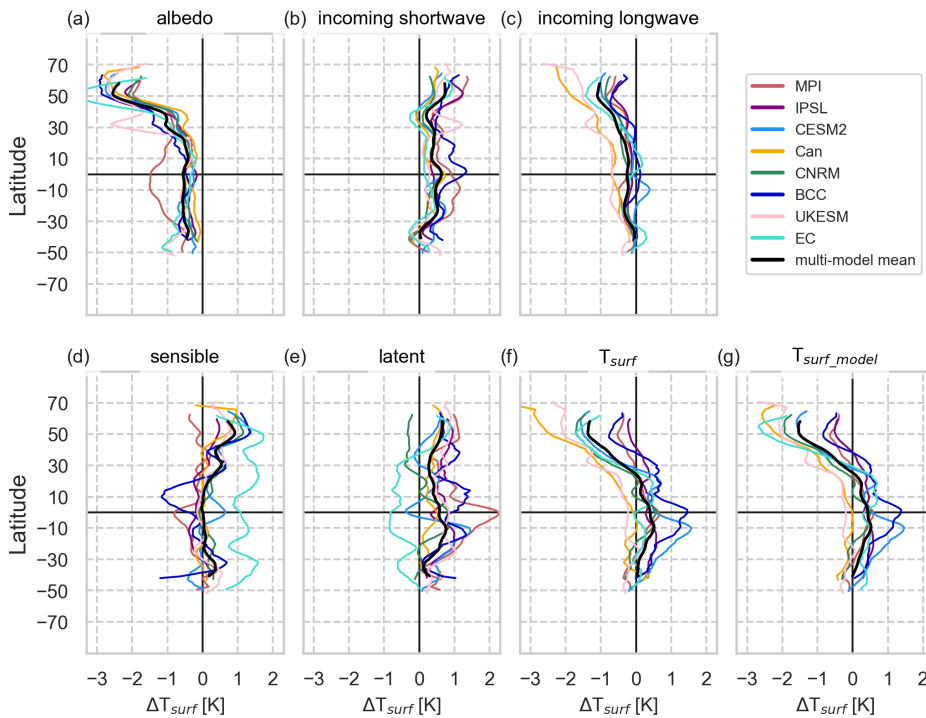 (a) albedo (b) incoming shortwave (c) incoming longwave
70
50
30
10
−10
−30
−50
−70
Latitude
MPI
IPSL
CESM2
Can
CNRM
BCC
UKESM
EC
multi-model mean
(d) sensible (e) latent (f) T_surf (g) T_surf_model
70
50
30
10
−10
−30
−50
−70
Latitude
−3 −2 −1 0 1 2 −3 −2 −1 0 1 2 −3 −2 −1 0 1 2 −3 −2 −1 0 1 2
ΔT_surf [K] ΔT_surf [K] ΔT_surf [K] ΔT_surf [K]